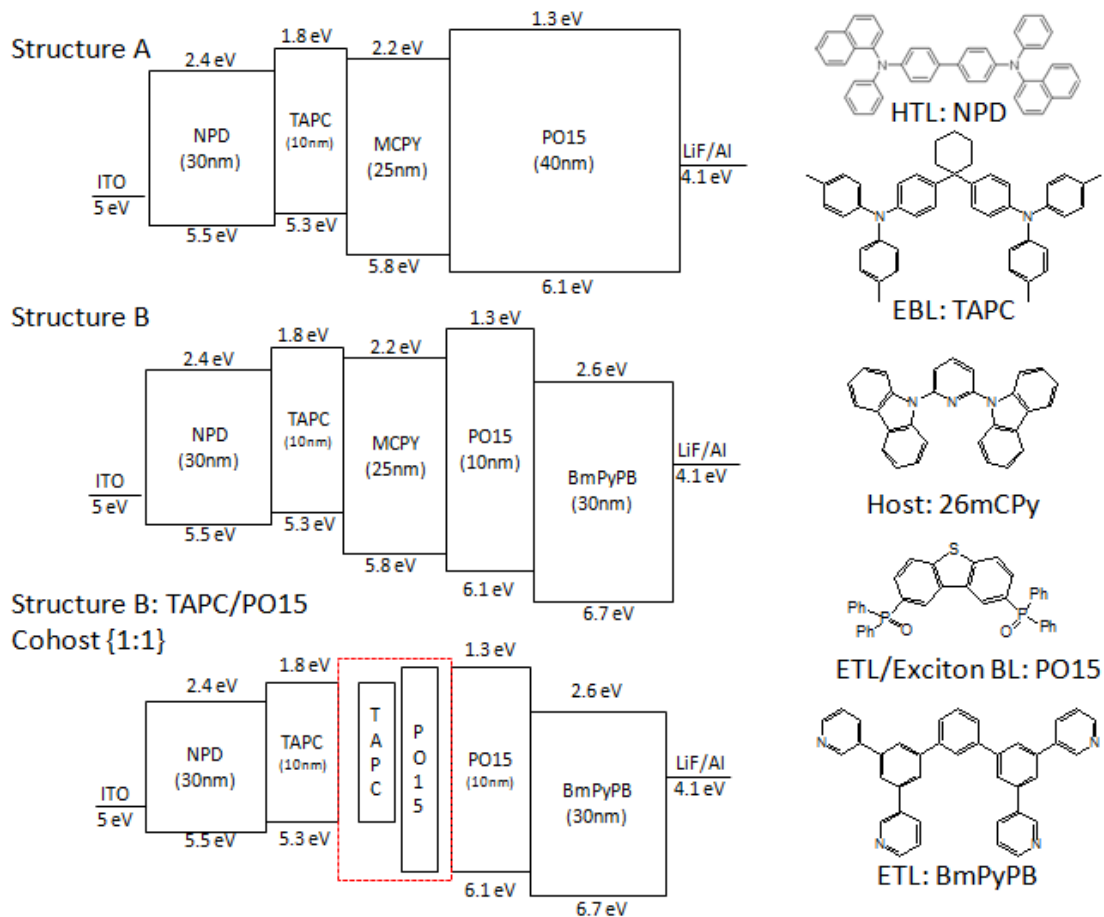 Structure A
1.3 eV
1.8 eV
2.4 eV
2.2 eV
NPD
(30nm)
TAPC
(10nm)
MCPY
(25nm)
PO15
(40nm)
ITO
5 eV
LiF/Al
4.1 eV
5.5 eV
5.3 eV
5.8 eV
6.1 eV
Structure B
1.3 eV
1.8 eV
2.4 eV
2.2 eV
2.6 eV
NPD
(30nm)
TAPC
(10nm)
MCPY
(25nm)
PO15
(10nm)
BmPyPB
(30nm)
ITO
5 eV
LiF/Al
4.1 eV
5.5 eV
5.3 eV
5.8 eV
6.1 eV
6.7 eV
Structure B: TAPC/PO15
Cohost {1:1}
1.3 eV
1.8 eV
2.4 eV
2.6 eV
NPD
(30nm)
TAPC
(10nm)
TAPC
PO15
PO15
(10nm)
BmPyPB
(30nm)
ITO
5 eV
LiF/Al
4.1 eV
5.5 eV
5.3 eV
6.1 eV
6.7 eV
N
N
HTL: NPD
N
N
EBL: TAPC
N
N
N
Host: 26mCPy
S
Ph
P
Ph
O
Ph
P
O
Ph
ETL/Exciton BL: PO15
N
N
N
N
ETL: BmPyPB